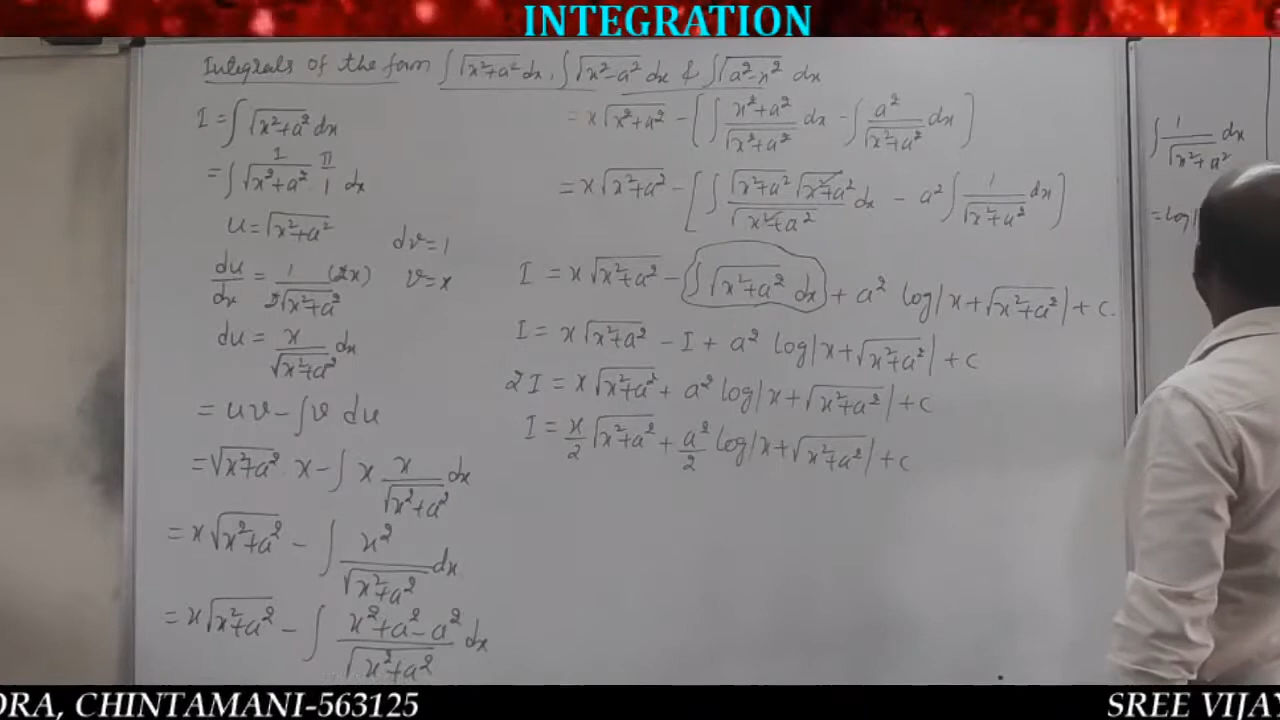 INTEGRATION
Integrals of the form ∫√(x²+a²) dx, ∫√(x²-a²) dx & ∫√(a²-x²) dx
I = ∫√(x²+a²) dx
I II
= ∫√(x²+a²) · 1 dx
u = √(x²+a²)
dv = 1
du/dx = 1/(2√(x²+a²)) (2x)
v = x
du = x/√(x²+a²) dx
= uv - ∫v du
= √(x²+a²) · x - ∫ x x/√(x²+a²) dx
= x√(x²+a²) - ∫ x²/√(x²+a²) dx
= x√(x²+a²) - ∫ (x²+a²-a²)/√(x²+a²) dx
= x√(x²+a²) - [∫ (x²+a²)/√(x²+a²) dx - ∫ a²/√(x²+a²) dx]
= x√(x²+a²) - [∫ √(x²+a²) √(x²+a²)/√(x²+a²) dx - a² ∫ 1/√(x²+a²) dx]
I = x√(x²+a²) - ∫√(x²+a²) dx + a² log|x+√(x²+a²)| + c.
I = x√(x²+a²) - I + a² log|x+√(x²+a²)| + c
2I = x√(x²+a²) + a² log|x+√(x²+a²)| + c
I = x/2 √(x²+a²) + a²/2 log|x+√(x²+a²)| + c
∫ 1/√(x²+a²) dx
= log|
ORA, CHINTAMANI-563125
SREE VIJAY